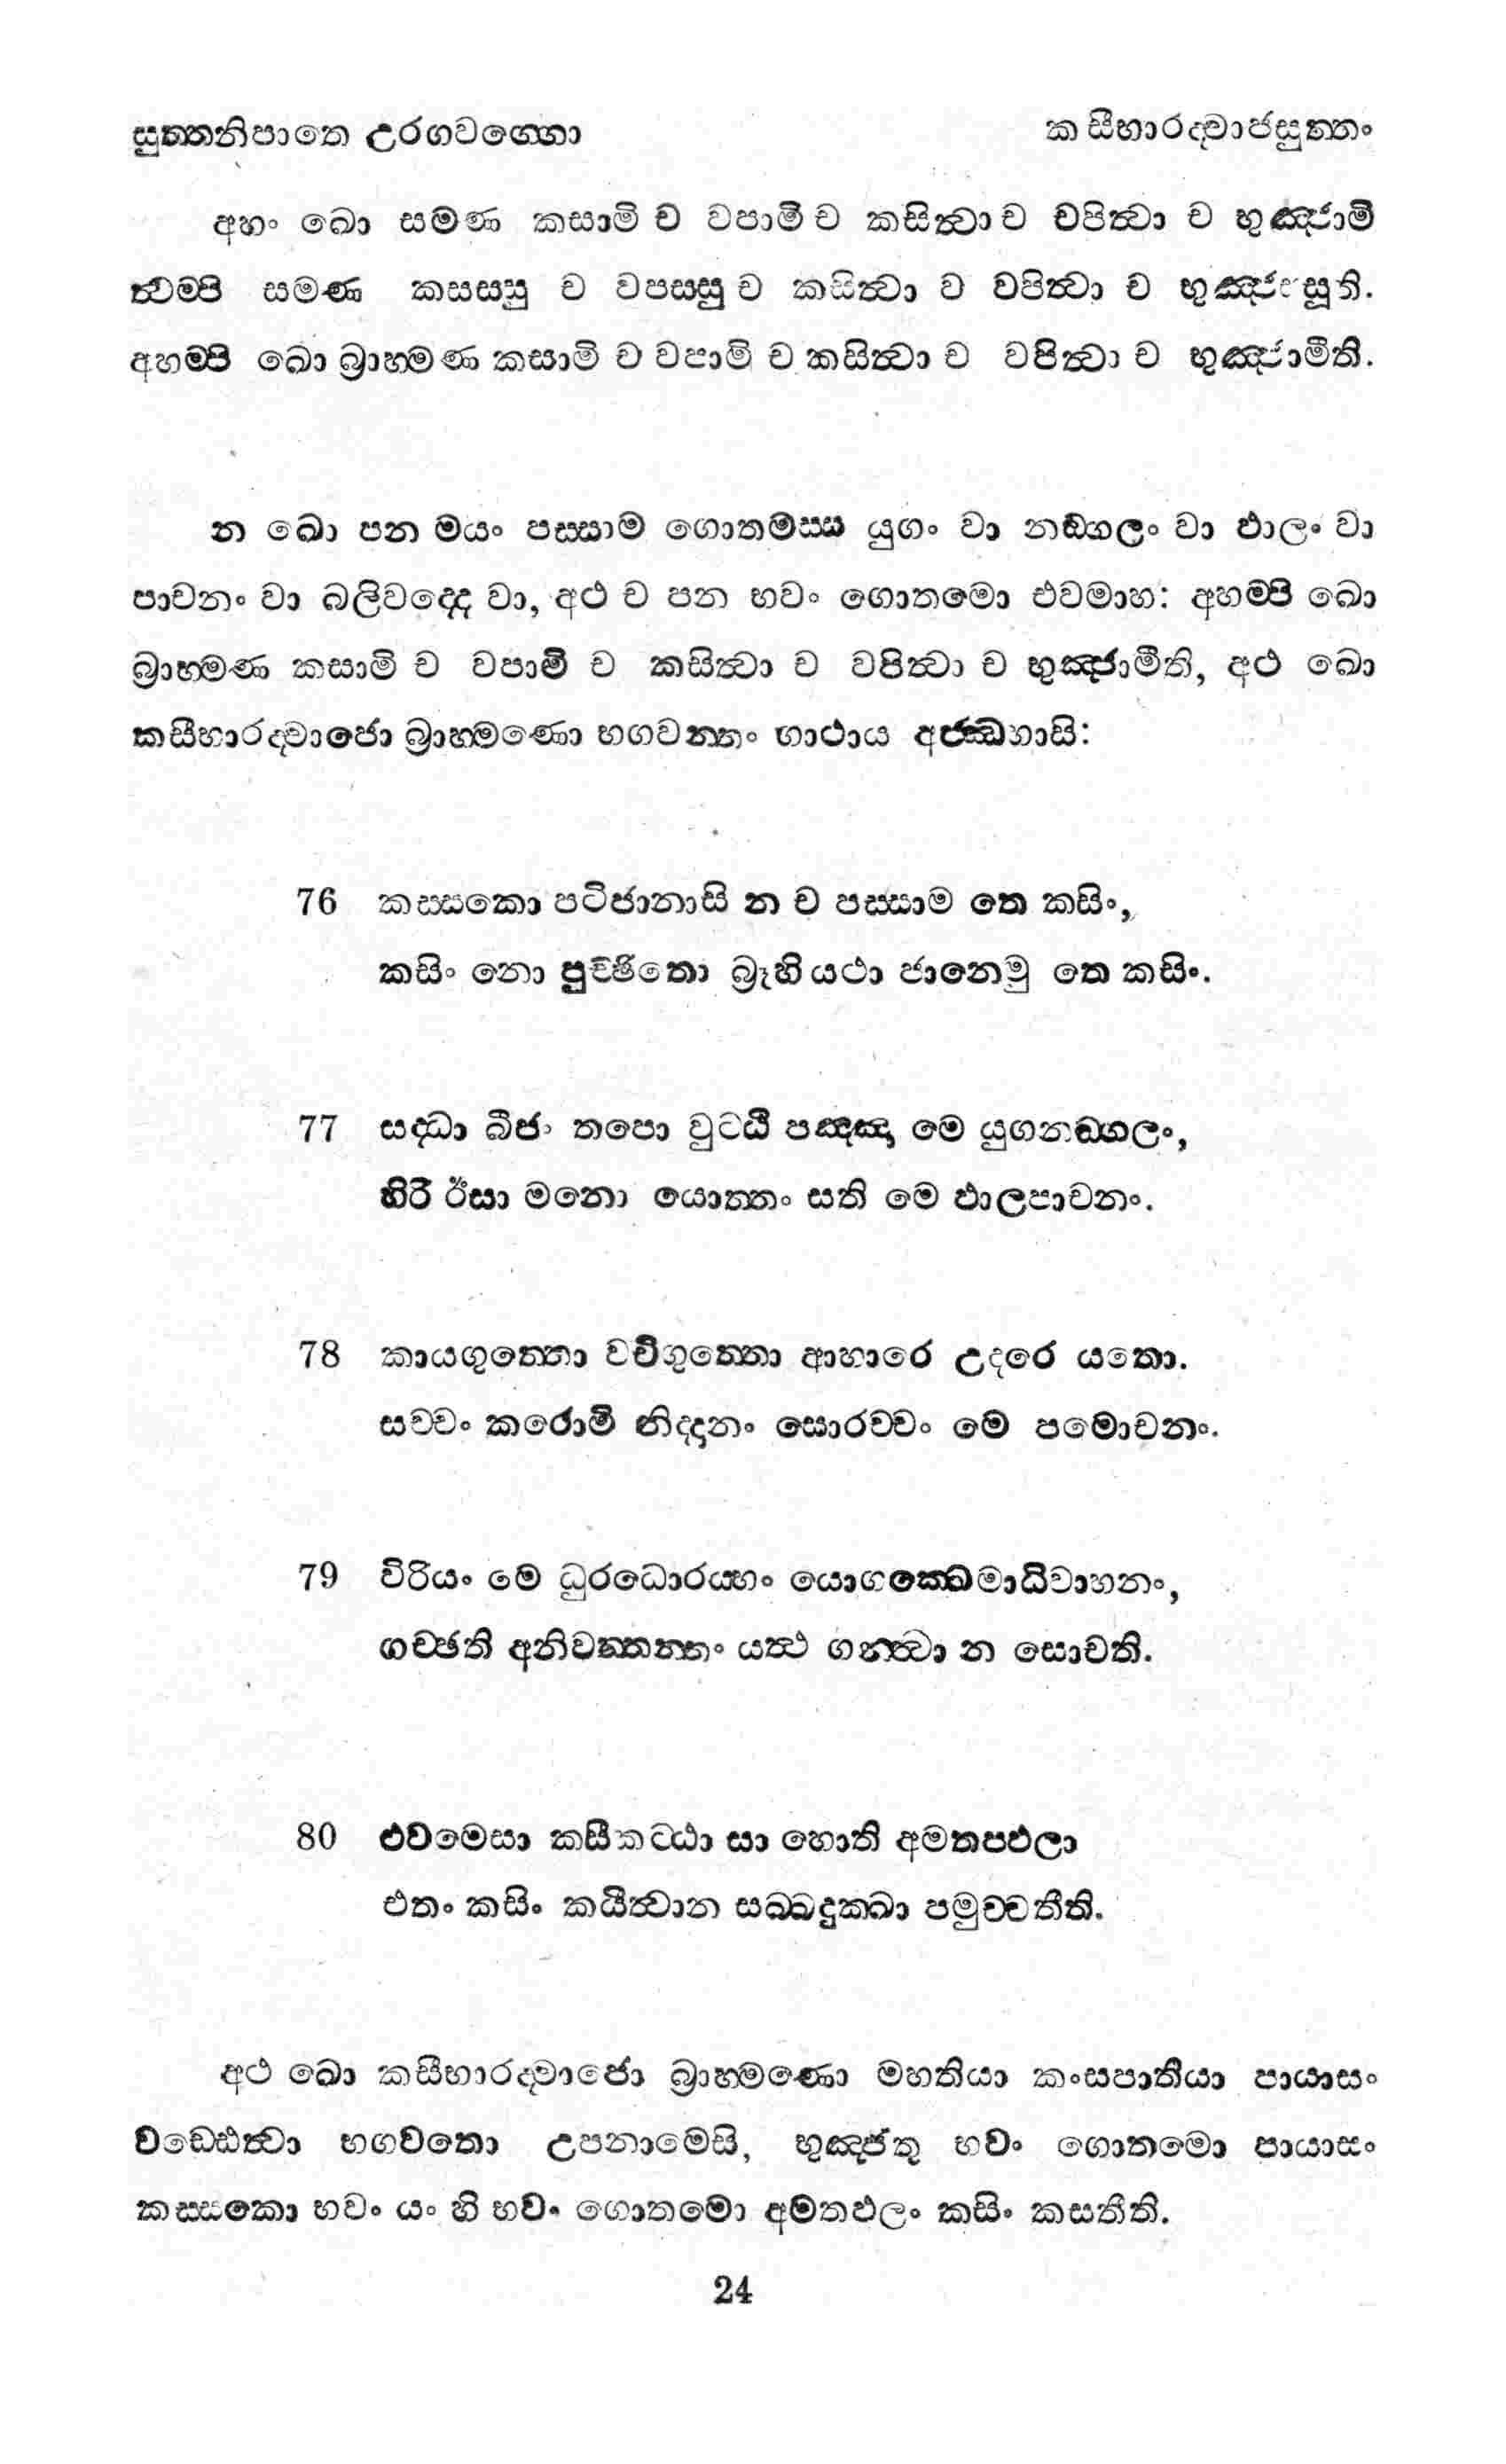 සුත්තනිපාතෙ උරගවග්ගො කසීභාරද්වාජසුත්තං
අහං ඛො සමණ කසාමි ච වපාමි ච කසිත්වා ච වපිත්වා ච භුඤ්ජාමි
ත්වම්පි සමණ කසස්සු ච වපස්සු ච කසිත්වා ච වපිත්වා ච භුඤ්ජස්සූති.
අහම්පි ඛො බ්‍රාහ්මණ කසාමි ච වපාමි ච කසිත්වා ච වපිත්වා ච භුඤ්ජාමීති.
න ඛො පන මයං පස්සාම ගොතමස්ස යුගං වා නඞ්ගලං වා ඵාලං වා
පාචනං වා බලිවද්දෙ වා, අථ ච පන භවං ගොතමො එවමාහ: අහම්පි ඛො
බ්‍රාහ්මණ කසාමි ච වපාමි ච කසිත්වා ච වපිත්වා ච භුඤ්ජාමීති, අථ ඛො
කසීභාරද්වාජො බ්‍රාහ්මණො භගවන්තං ගාථාය අජ්ඣභාසි:
76 කස්සකො පටිජානාසි න ච පස්සාම තෙ කසිං,
කසිං නො පුච්ඡිතො බ්‍රූහි යථා ජානෙමු තෙ කසිං.
77 සද්ධා බීජං තපො වුට්ඨි පඤ්ඤා මෙ යුගනඞ්ගලං,
හිරි ඊසා මනො යොත්තං සති මෙ ඵාලපාචනං.
78 කායගුත්තො වචීගුත්තො ආහාරෙ උදරෙ යතො.
සච්චං කරොමි නිද්දානං සොරච්චං මෙ පමොචනං.
79 විරියං මෙ ධුරධොරය්හං යොගක්ඛෙමාධිවාහනං,
ගච්ඡති අනිවත්තන්තං යත්ථ ගන්ත්වා න සොචති.
80 එවමෙසා කසීකට්ඨා සා හොති අමතප්ඵලා
එතං කසිං කයීත්වාන සබ්බදුක්ඛා පමුච්චතීති.
අථ ඛො කසීභාරද්වාජො බ්‍රාහ්මණො මහතියා කංසපාතියා පායාසං
වඩ්ඪෙත්වා භගවතො උපනාමෙසි, භුඤ්ජතු භවං ගොතමො පායාසං
කස්සකො භවං යං හි භවං ගොතමො අමතඵලං කසිං කසතීති.
24